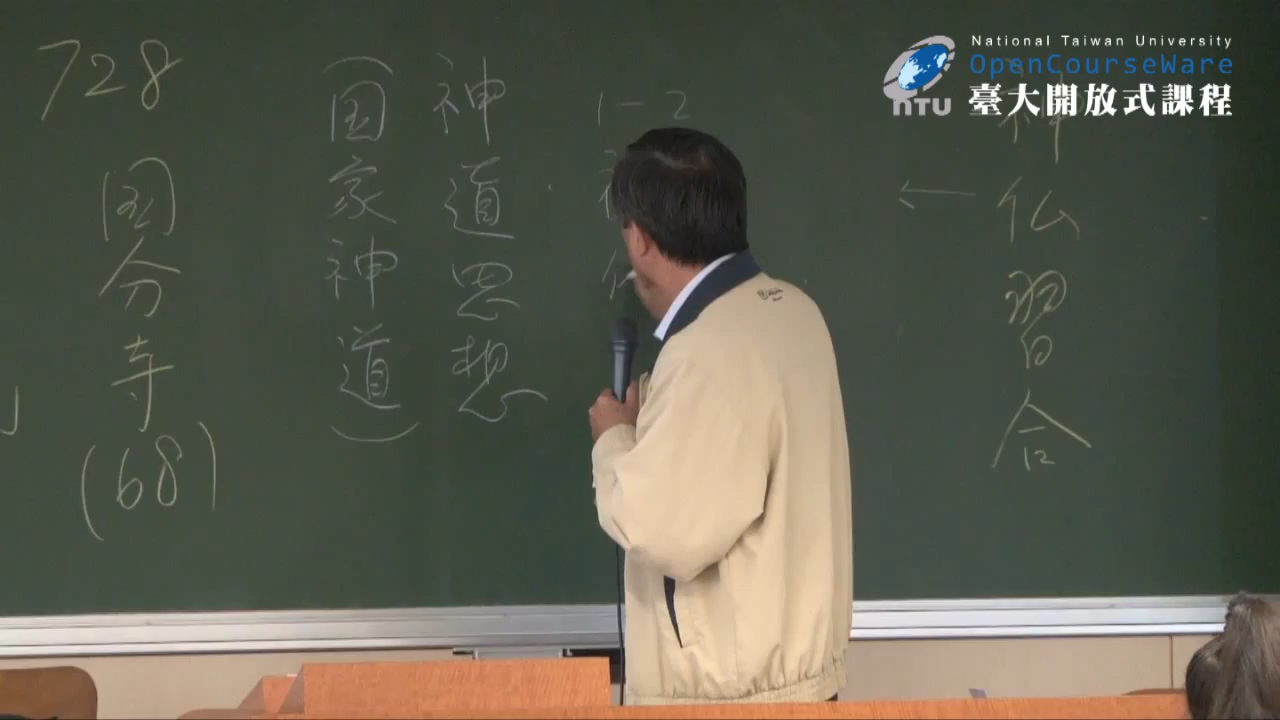 National Taiwan University
OpenCourseWare
臺大開放式課程
NTU
神仏習合
←
1-2
神道思想
(国家神道)
728
国分寺
(68)